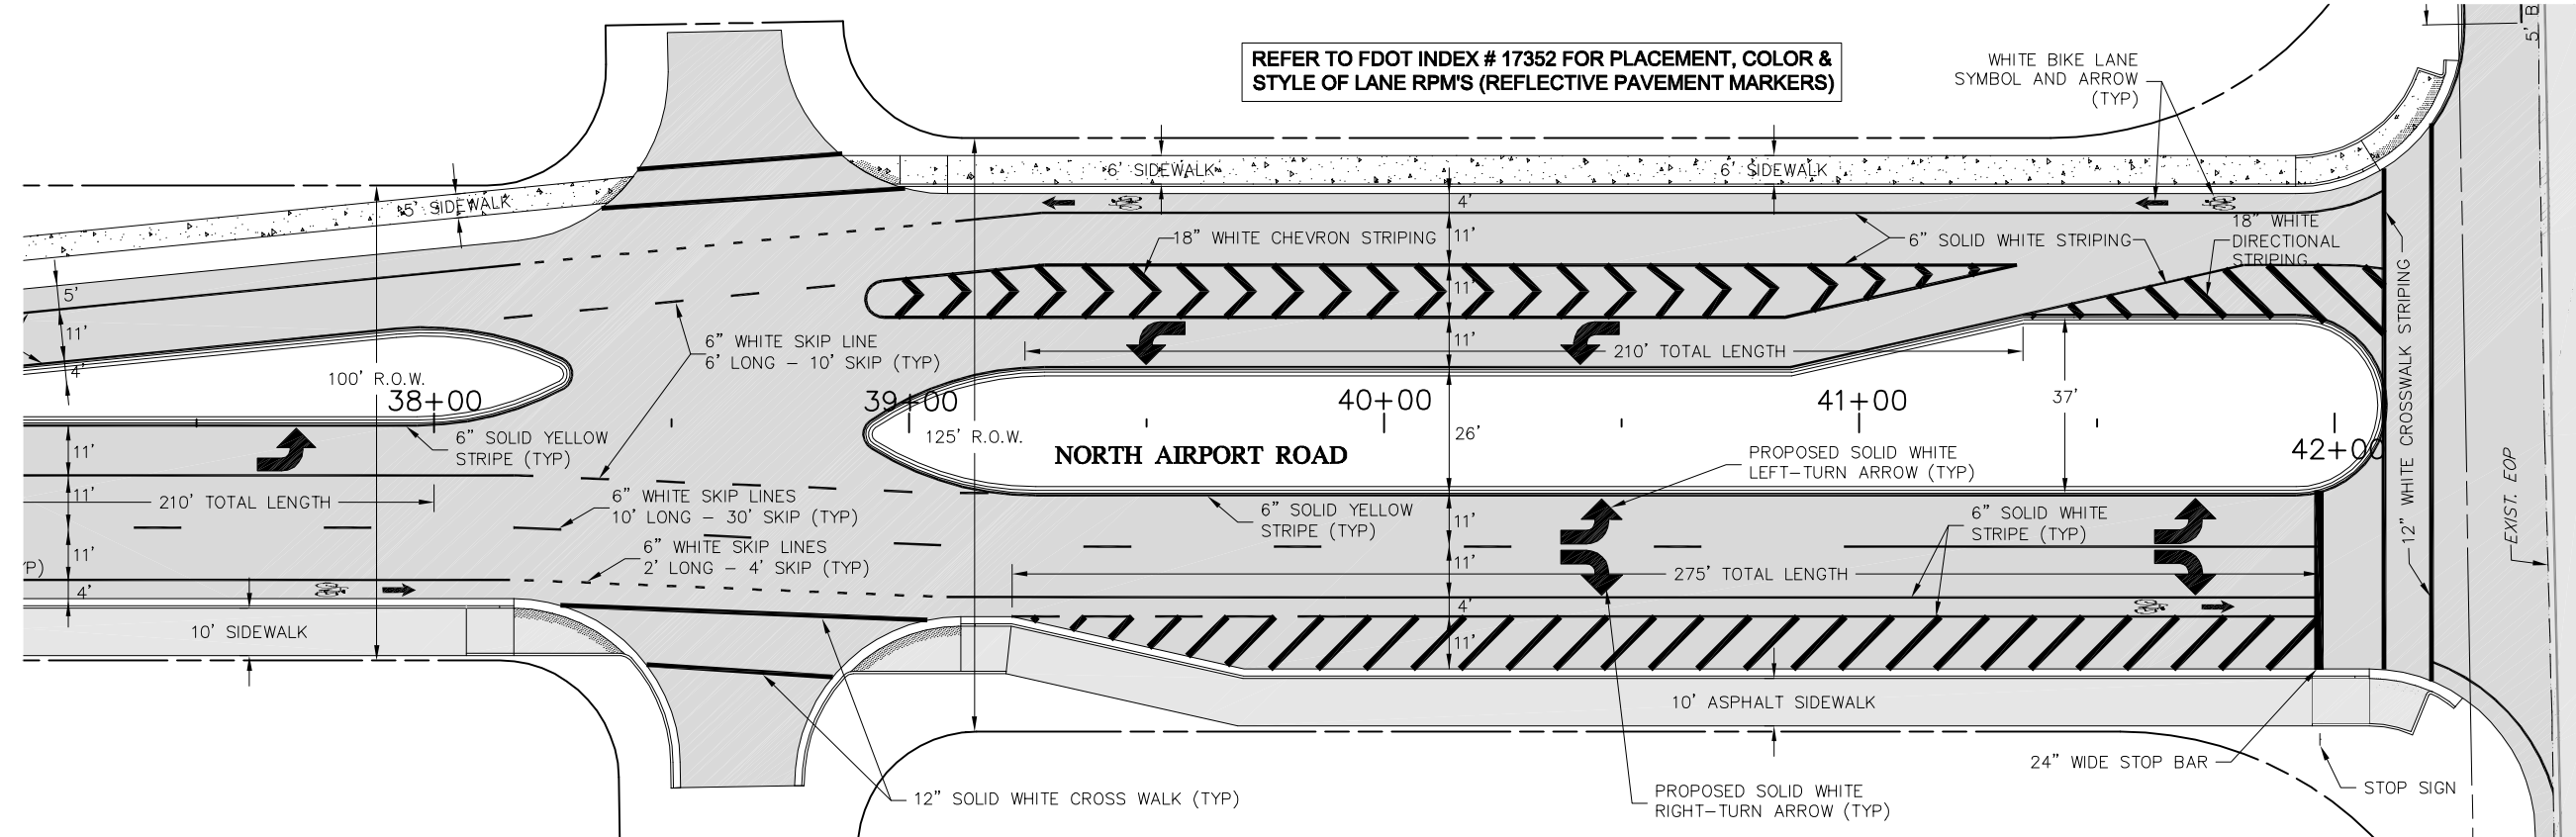 REFER TO FDOT INDEX # 17352 FOR PLACEMENT, COLOR &
STYLE OF LANE RPM'S (REFLECTIVE PAVEMENT MARKERS)
WHITE BIKE LANE
SYMBOL AND ARROW
(TYP)
5' B
5' SIDEWALK
6' SIDEWALK
6' SIDEWALK
4'
18" WHITE CHEVRON STRIPING
11'
6" SOLID WHITE STRIPING
18" WHITE
DIRECTIONAL
STRIPING
5'
11'
4'
11'
11'
6" WHITE SKIP LINE
6' LONG – 10' SKIP (TYP)
210' TOTAL LENGTH
100' R.O.W.
38+00
39+00
40+00
41+00
42+00
37'
125' R.O.W.
26'
NORTH AIRPORT ROAD
6" SOLID YELLOW
STRIPE (TYP)
11'
PROPOSED SOLID WHITE
LEFT–TURN ARROW (TYP)
12" WHITE CROSSWALK STRIPING
EXIST. EOP
210' TOTAL LENGTH
11'
6" WHITE SKIP LINES
10' LONG – 30' SKIP (TYP)
6" SOLID YELLOW
STRIPE (TYP)
11'
6" SOLID WHITE
STRIPE (TYP)
11'
6" WHITE SKIP LINES
2' LONG – 4' SKIP (TYP)
11'
275' TOTAL LENGTH
YP)
4'
4'
10' SIDEWALK
11'
10' ASPHALT SIDEWALK
24" WIDE STOP BAR
STOP SIGN
12" SOLID WHITE CROSS WALK (TYP)
PROPOSED SOLID WHITE
RIGHT–TURN ARROW (TYP)